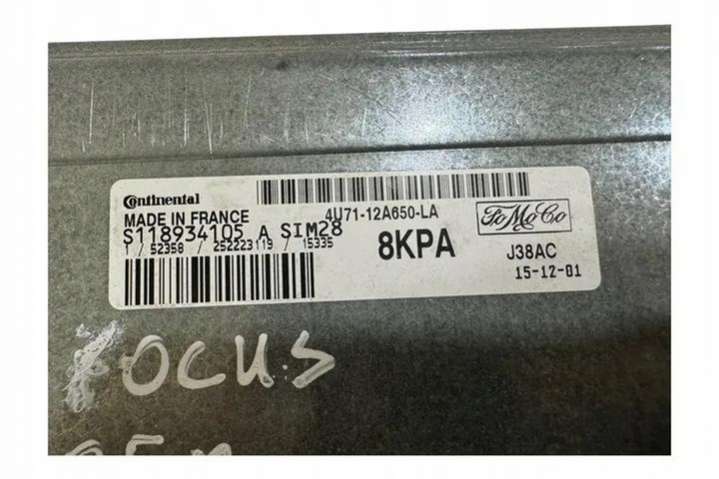 Continental
MADE IN FRANCE
4U71-12A650-LA
S118934105 A SIM28
1 / 52358 / 252223119 / 15335
8KPA
FoMoCo
J38AC
15-12-01
FOCUS